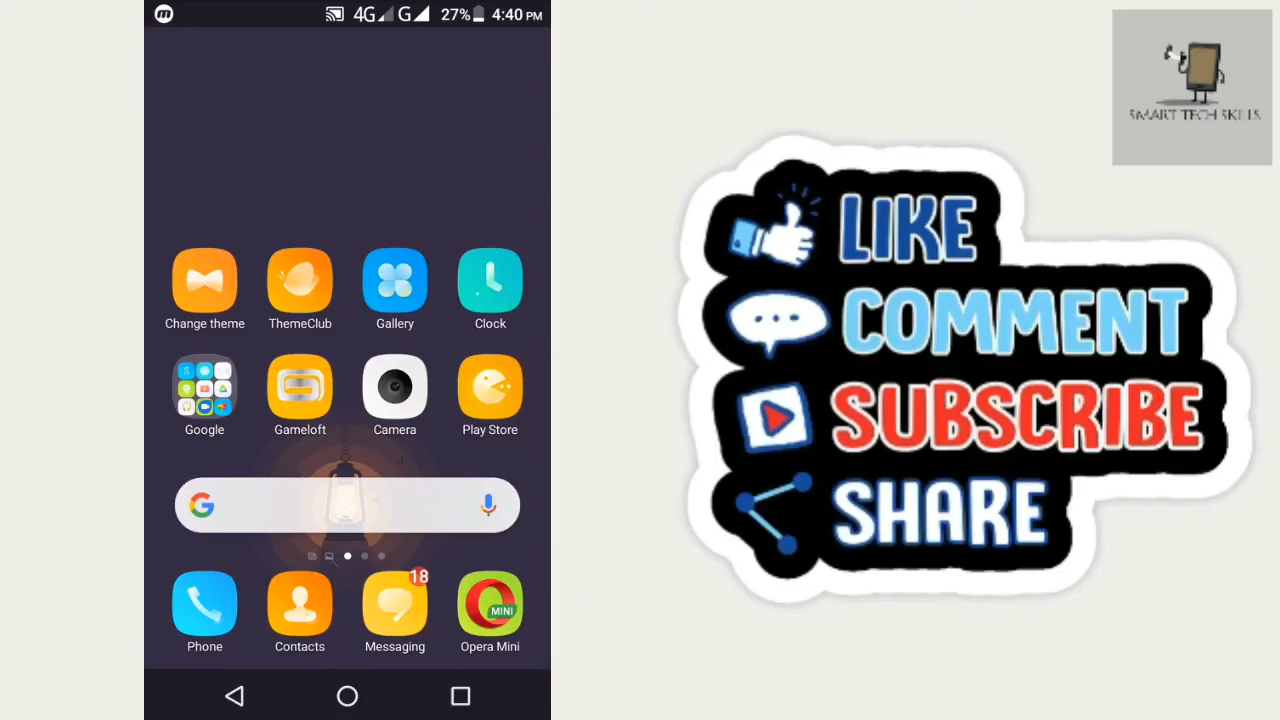 4G G 27% 4:40 PM
Change theme ThemeClub Gallery Clock
Google Gameloft Camera Play Store
G
18
MINI
Phone Contacts Messaging Opera Mini
SMART TECH SKILLS
LIKE
COMMENT
SUBSCRIBE
SHARE